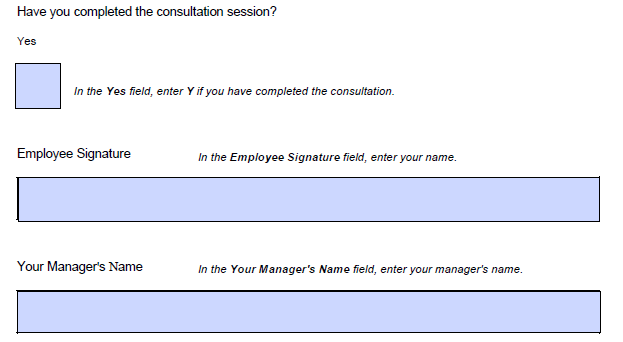 Have you completed the consultation session?
Yes
In the Yes field, enter Y if you have completed the consultation.
Employee Signature In the Employee Signature field, enter your name.
Your Manager's Name In the Your Manager's Name field, enter your manager's name.